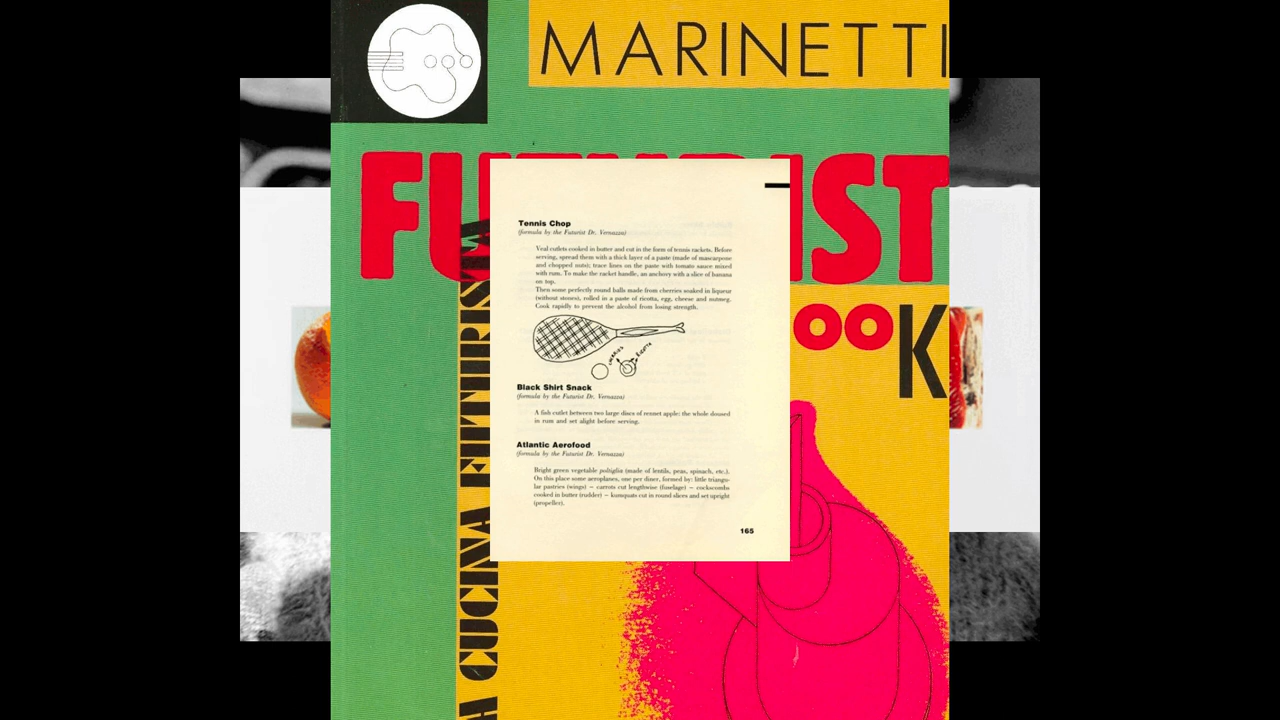 MARINETTI
FU IST
OOK
A CUCINA FUTURIS
Tennis Chop
(formula by the Futurist Dr. Vernazza)
Veal cutlets cooked in butter and cut in the form of tennis rackets. Before
serving, spread them with a thick layer of a paste (made of mascarpone
and chopped nuts); trace lines on the paste with tomato sauce mixed
with rum. To make the racket handle, an anchovy with a slice of banana
on top.
Then some perfectly round balls made from cherries soaked in liqueur
(without stones), rolled in a paste of ricotta, egg, cheese and nutmeg.
Cook rapidly to prevent the alcohol from losing strength.
CHERRIES
RICOTTA
Black Shirt Snack
(formula by the Futurist Dr. Vernazza)
A fish cutlet between two large discs of rennet apple: the whole doused
in rum and set alight before serving.
Atlantic Aerofood
(formula by the Futurist Dr. Vernazza)
Bright green vegetable poltiglia (made of lentils, peas, spinach, etc.).
On this place some aeroplanes, one per diner, formed by: little triangu-
lar pastries (wings) – carrots cut lengthwise (fuselage) – cockscombs
cooked in butter (rudder) – kumquats cut in round slices and set upright
(propeller).
165